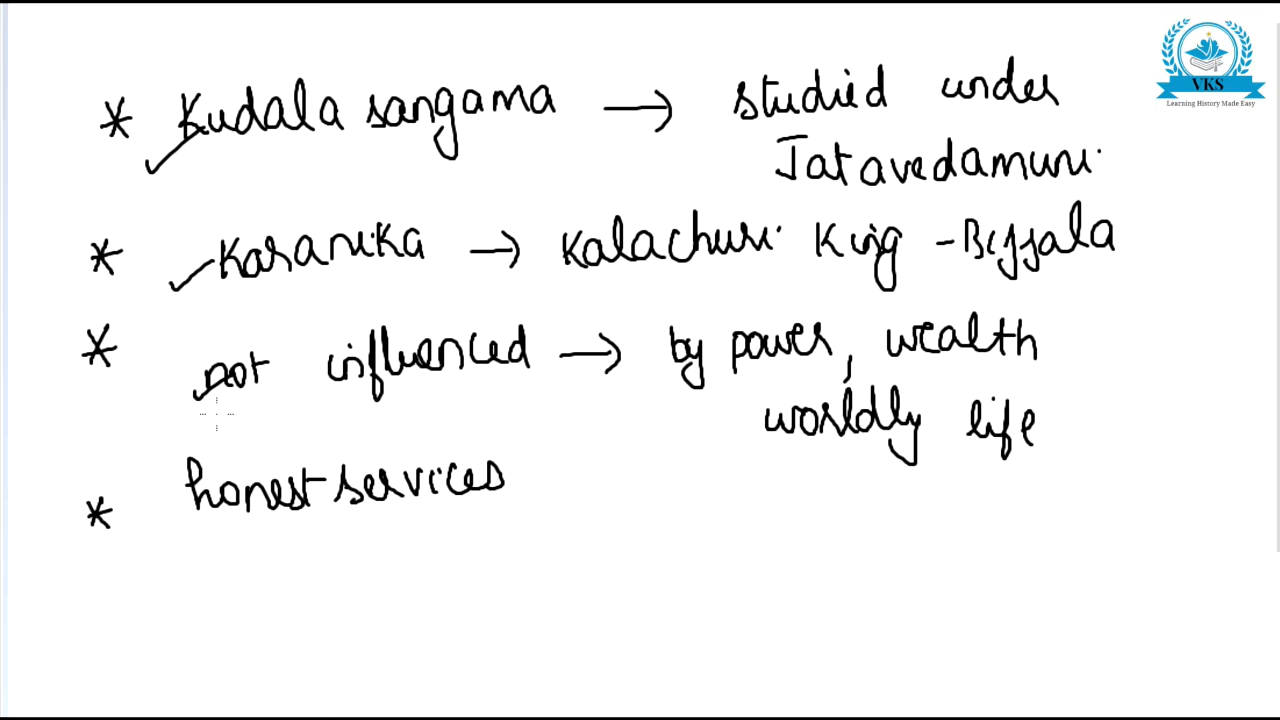 VKS
Learning History Made Easy
* Kudala sangama → studied under
Jatavedamuni.
* Karanika → Kalachuri King - Bijjala
* not influenced → by power, wealth
worldly life
* honest services